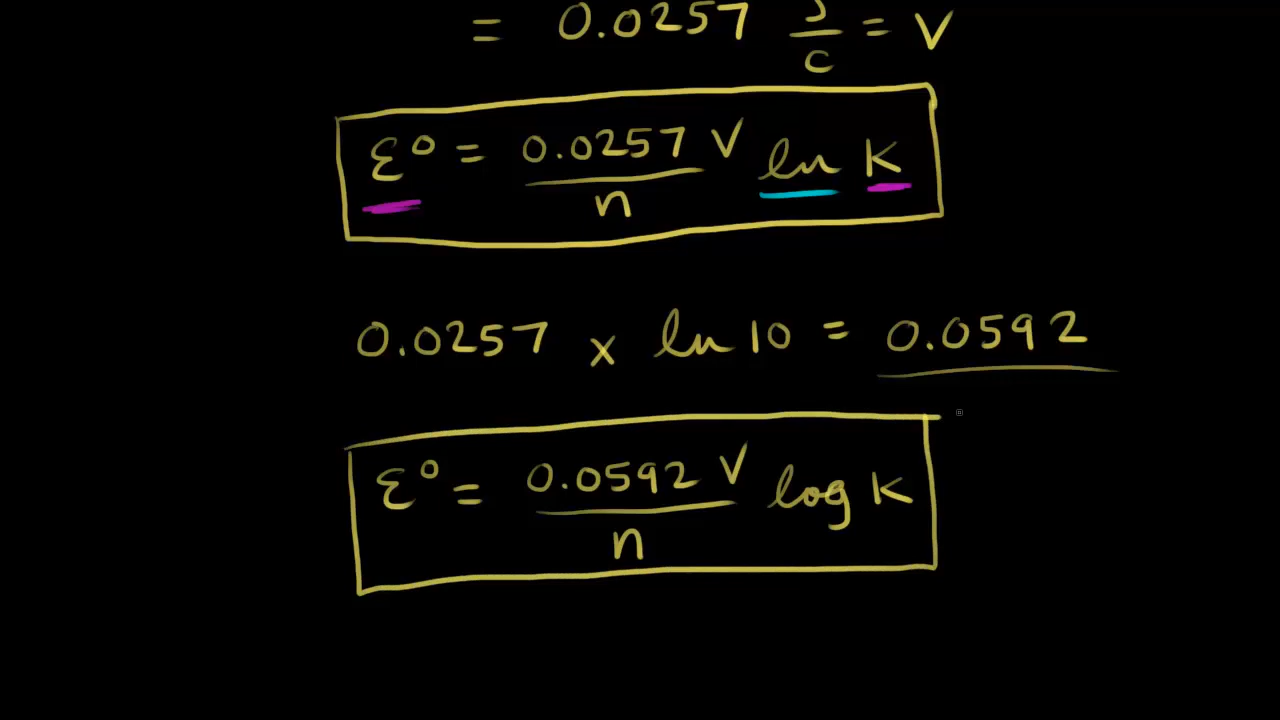 = 0.0257 J/C = V
ε° = 0.0257 V / n ln K
0.0257 x ln 10 = 0.0592
ε° = 0.0592 V / n log K